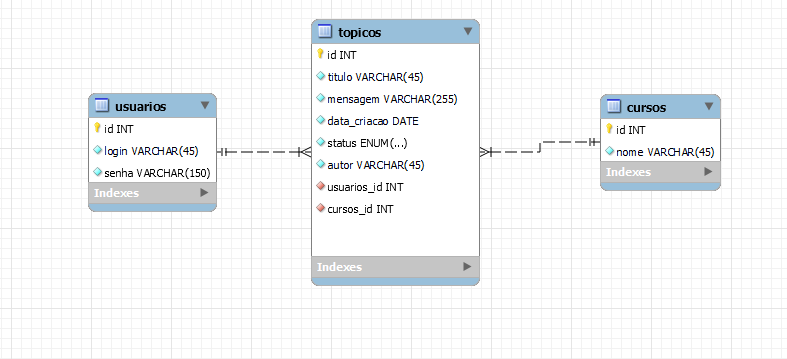 usuarios
id INT
login VARCHAR(45)
senha VARCHAR(150)
Indexes
topicos
id INT
titulo VARCHAR(45)
mensagem VARCHAR(255)
data_criacao DATE
status ENUM(...)
autor VARCHAR(45)
usuarios_id INT
cursos_id INT
Indexes
cursos
id INT
nome VARCHAR(45)
Indexes